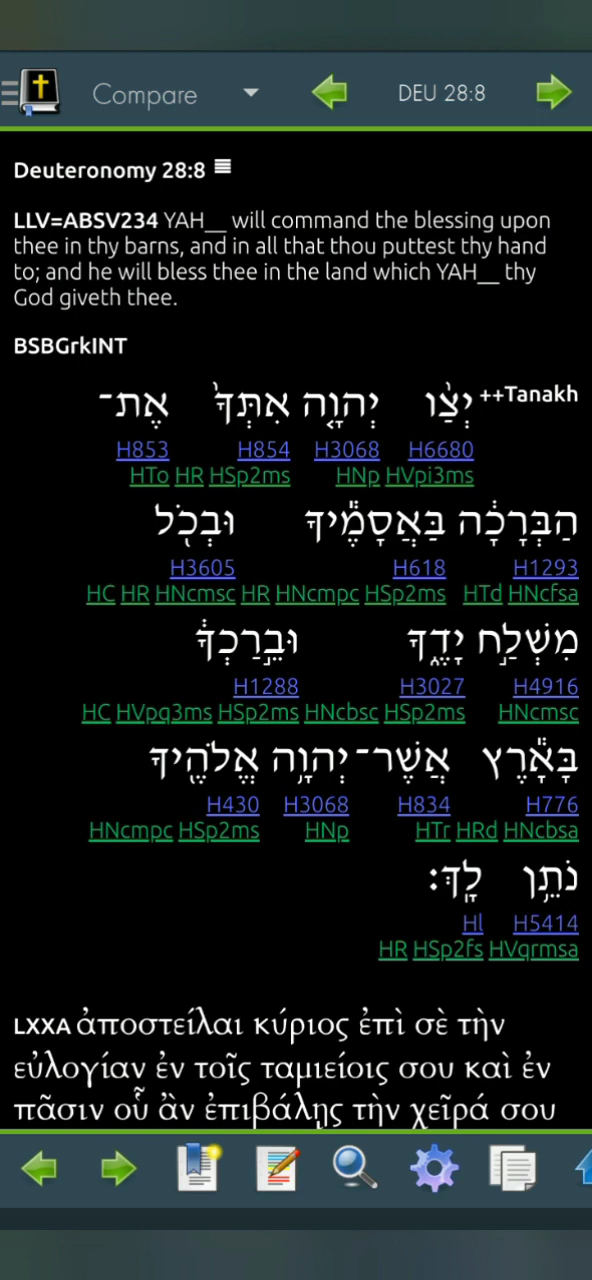 Compare DEU 28:8
Deuteronomy 28:8
LLV=ABSV234 YAH__ will command the blessing upon
thee in thy barns, and in all that thou puttest thy hand
to; and he will bless thee in the land which YAH__ thy
God giveth thee.
BSBGrkINT
++Tanakh יְצַ֨ו יְהוָ֤ה אִתְּךָ֙ אֶת־
H853 H854 H3068 H6680
HTo HR HSp2ms HNp HVpi3ms
הַבְּרָכָ֔ה בַּאֲסָמֶ֕יךָ וּבְכֹ֖ל
H3605 H618 H1293
HC HR HNcmsc HR HNcmpc HSp2ms HTd HNcfsa
מִשְׁלַ֣ח יָדֶ֑ךָ וּבֵ֣רַכְךָ֔
H1288 H3027 H4916
HC HVpq3ms HSp2ms HNcbsc HSp2ms HNcmsc
בָּאָ֕רֶץ אֲשֶׁר־יְהוָ֥ה אֱלֹהֶ֖יךָ
H430 H3068 H834 H776
HNcmpc HSp2ms HNp HTr HRd HNcbsa
נֹתֵ֥ן לָֽךְ׃
Hl H5414
HR HSp2fs HVqrmsa
LXXA ἀποστείλαι κύριος ἐπὶ σὲ τὴν
εὐλογίαν ἐν τοῖς ταμιείοις σου καὶ ἐν
πᾶσιν οὗ ἂν ἐπιβάλῃς τὴν χεῖρά σου